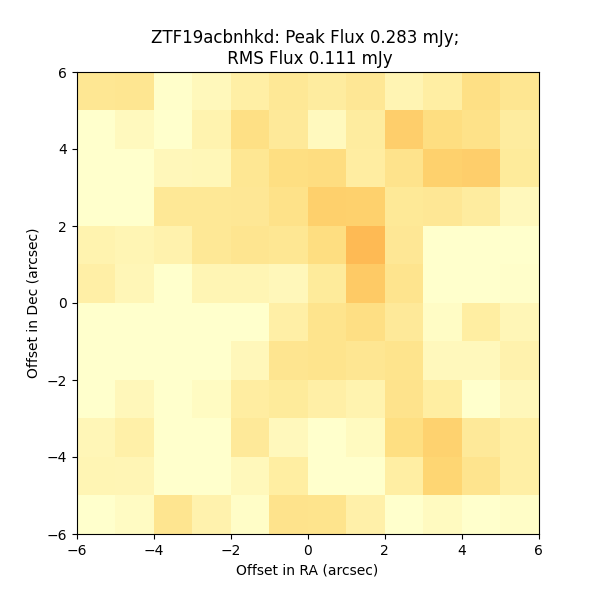 ZTF19acbnhkd: Peak Flux 0.283 mJy;
RMS Flux 0.111 mJy
6
4
2
0
−2
−4
−6
Offset in Dec (arcsec)
−6 −4 −2 0 2 4 6
Offset in RA (arcsec)